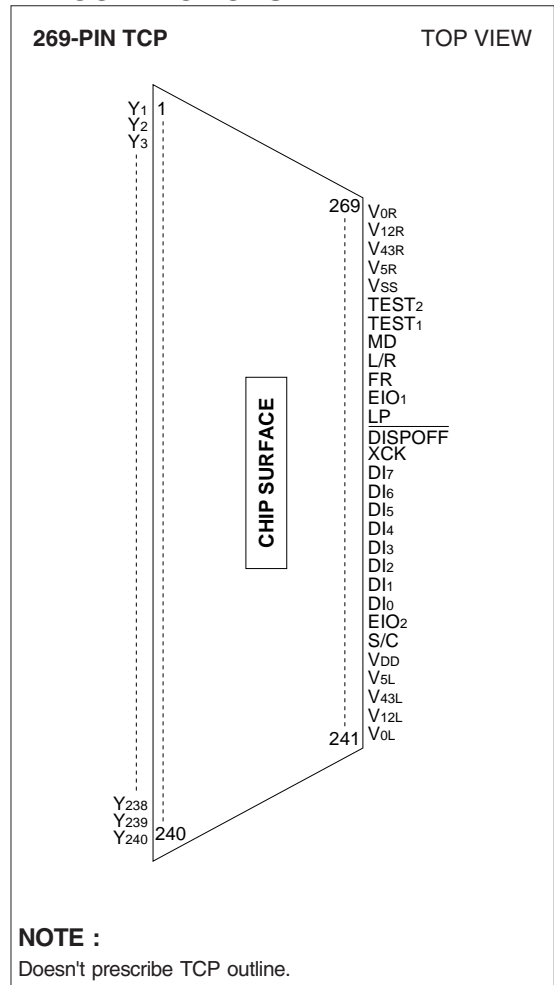 269-PIN TCP
TOP VIEW
Y1
1
Y2
Y3
269
V0R
V12R
V43R
V5R
VSS
TEST2
TEST1
MD
L/R
FR
EIO1
LP
DISPOFF
XCK
DI7
DI6
DI5
DI4
DI3
DI2
DI1
DI0
EIO2
S/C
VDD
V5L
V43L
V12L
V0L
241
CHIP SURFACE
Y238
Y239
Y240
240
NOTE :
Doesn't prescribe TCP outline.